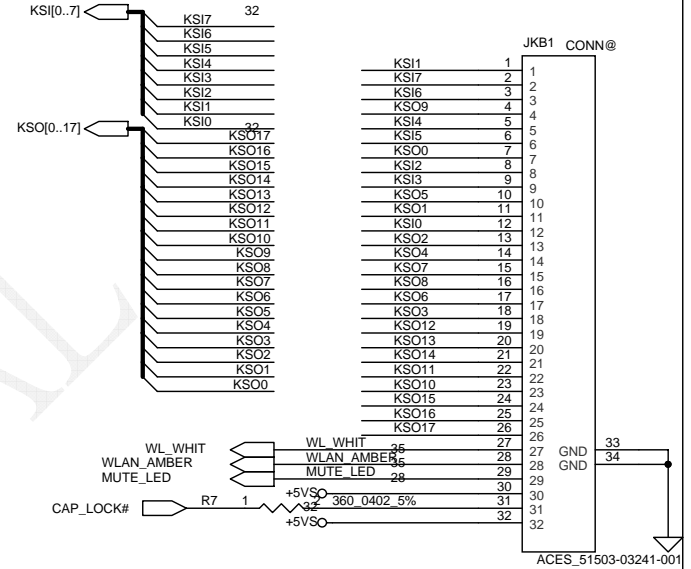 KSI[0..7] 32
KSI7
KSI6
KSI5
KSI4
KSI3
KSI2
KSI1
KSI0
KSO[0..17] 32
KSO17
KSO16
KSO15
KSO14
KSO13
KSO12
KSO11
KSO10
KSO9
KSO8
KSO7
KSO6
KSO5
KSO4
KSO3
KSO2
KSO1
KSO0
JKB1 CONN@
KSI1 1 1
KSI7 2 2
KSI6 3 3
KSO9 4 4
KSI4 5 5
KSI5 6 6
KSO0 7 7
KSI2 8 8
KSI3 9 9
KSO5 10 10
KSO1 11 11
KSI0 12 12
KSO2 13 13
KSO4 14 14
KSO7 15 15
KSO8 16 16
KSO6 17 17
KSO3 18 18
KSO12 19 19
KSO13 20 20
KSO14 21 21
KSO11 22 22
KSO10 23 23
KSO15 24 24
KSO16 25 25
KSO17 26 26
WL_WHIT WL_WHIT 35 27 27 GND 33
WLAN_AMBER WLAN_AMBER 35 28 28 GND 34
MUTE_LED MUTE_LED 28 29 29
+5VS 30 30
CAP_LOCK# 32 R7 1 2 360_0402_5% 31 31
+5VS 32 32
ACES_51503-03241-001